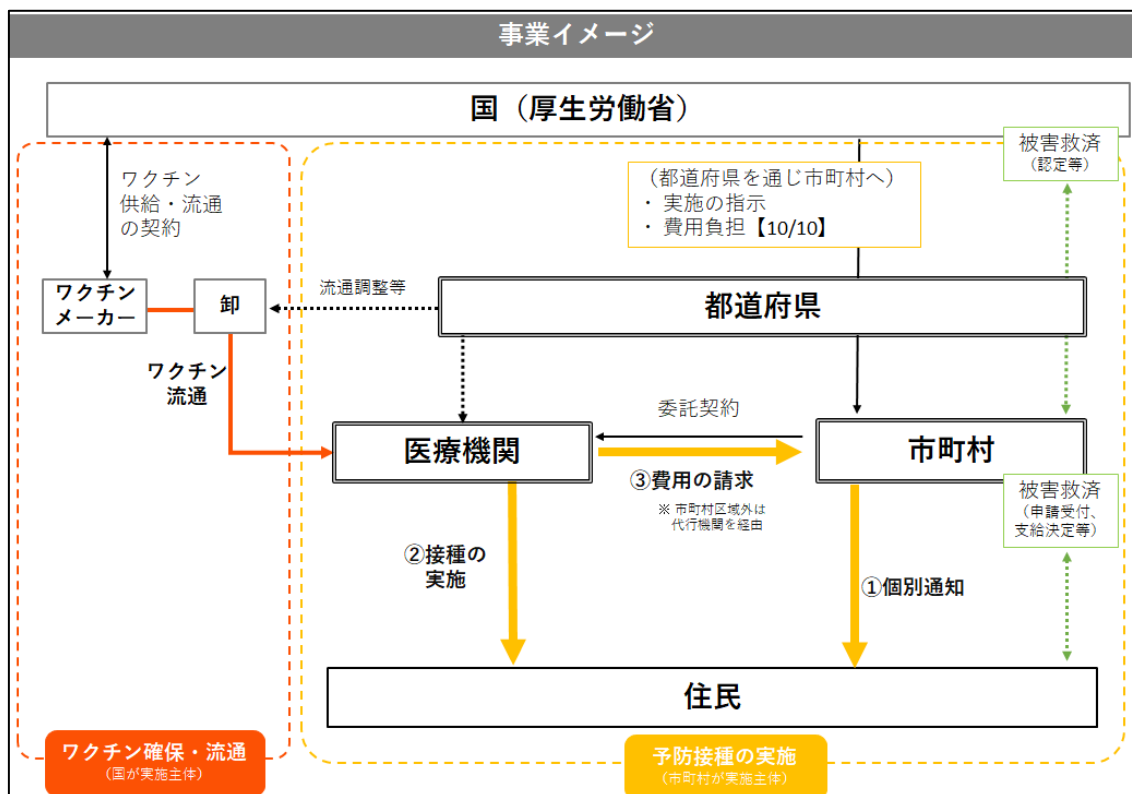 事業イメージ
国（厚生労働省）
被害救済
（認定等）
ワクチン
供給・流通
の契約
（都道府県を通じ市町村へ）
・ 実施の指示
・ 費用負担【10/10】
ワクチン
メーカー
卸
流通調整等
都道府県
ワクチン
流通
委託契約
医療機関
市町村
③費用の請求
※ 市町村区域外は
代行機関を経由
被害救済
（申請受付、
支給決定等）
②接種の
実施
①個別通知
住民
ワクチン確保・流通
（国が実施主体）
予防接種の実施
（市町村が実施主体）